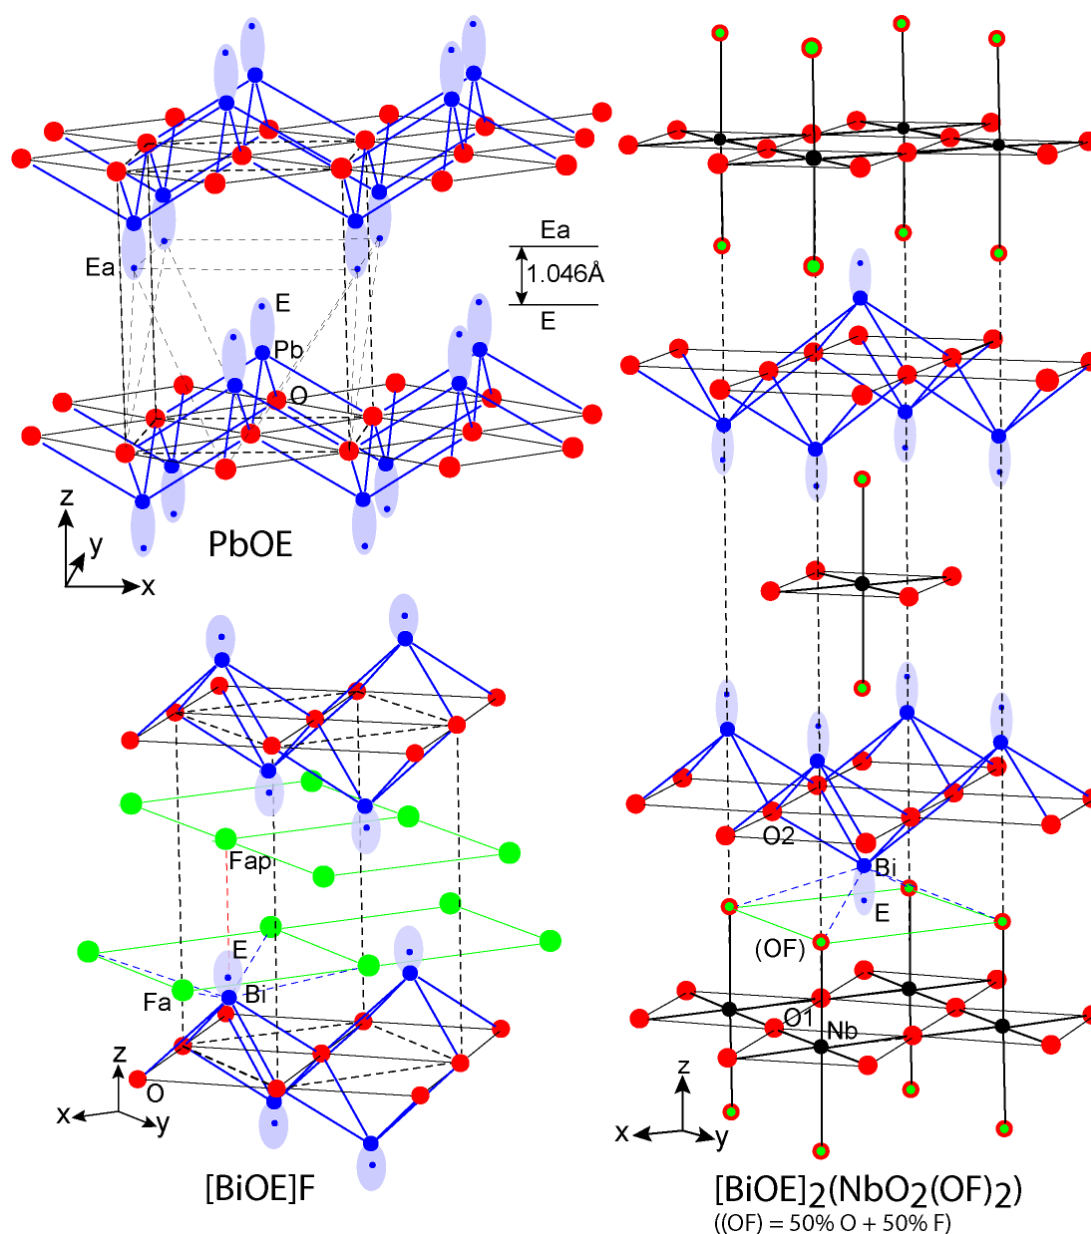 Ea
Ea
1.046Å
E
E
Pb
O
z
y
x
PbOE
Fap
E
Fa
Bi
O
z
x
y
[BiOE]F
O2
Bi
E
(OF)
O1
Nb
z
x
y
[BiOE]2(NbO2(OF)2)
((OF) = 50% O + 50% F)